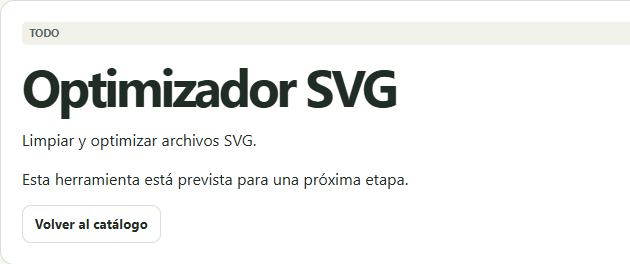 TODO
Optimizador SVG
Limpiar y optimizar archivos SVG.
Esta herramienta está prevista para una próxima etapa.
Volver al catálogo